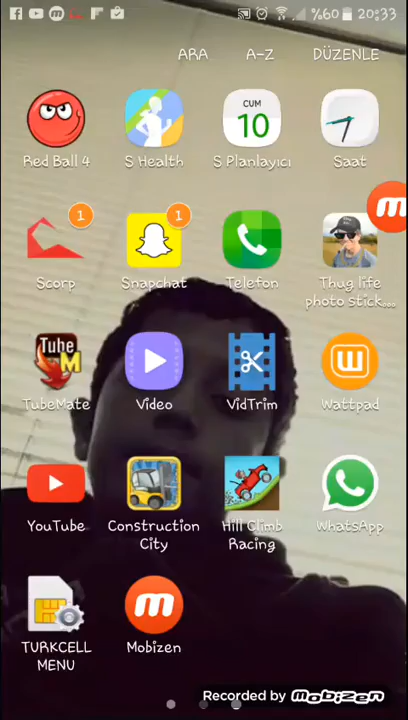 %60 20:33
ARA A-Z DÜZENLE
CUM
10
Red Ball 4 S Health S Planlayıcı Saat
1 1
Scorp Snapchat Telefon Thug life
photo stick...
Tube
M
TubeMate Video VidTrim Wattpad
YouTube Construction Hill Climb WhatsApp
City Racing
TURKCELL Mobizen
MENU
Recorded by mobizen